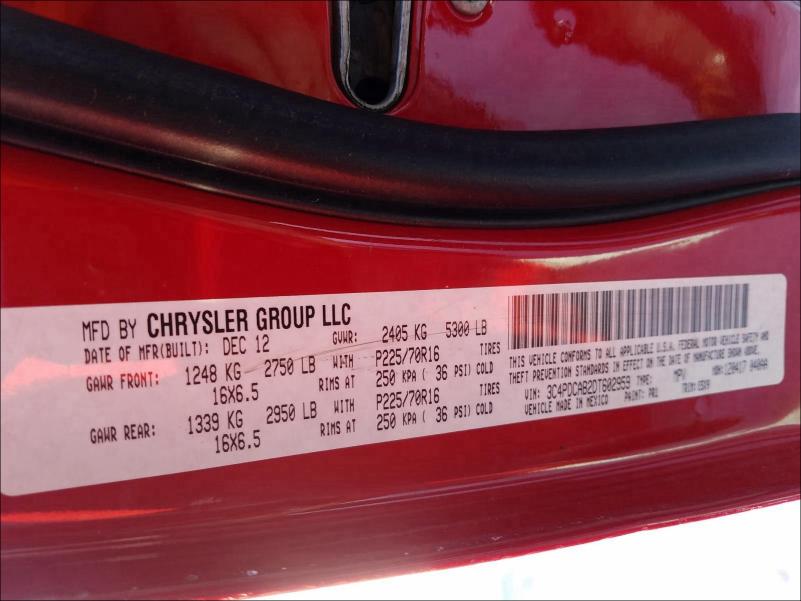 MFD BY CHRYSLER GROUP LLC
DATE OF MFR(BUILT): DEC 12 GVWR: 2405 KG 5300 LB
GAWR FRONT: 1248 KG 2750 LB WITH P225/70R16 TIRES
16X6.5 RIMS AT 250 KPA ( 36 PSI) COLD
GAWR REAR: 1339 KG 2950 LB WITH P225/70R16 TIRES
16X6.5 RIMS AT 250 KPA ( 36 PSI) COLD
THIS VEHICLE CONFORMS TO ALL APPLICABLE U.S.A. FEDERAL MOTOR VEHICLE SAFETY AND
THEFT PREVENTION STANDARDS IN EFFECT ON THE DATE OF MANUFACTURE SHOWN ABOVE.
VIN: 3C4PDCAB2DT602959 TYPE: MPV MDH:
VEHICLE MADE IN MEXICO PAINT: PR1 TRIM: